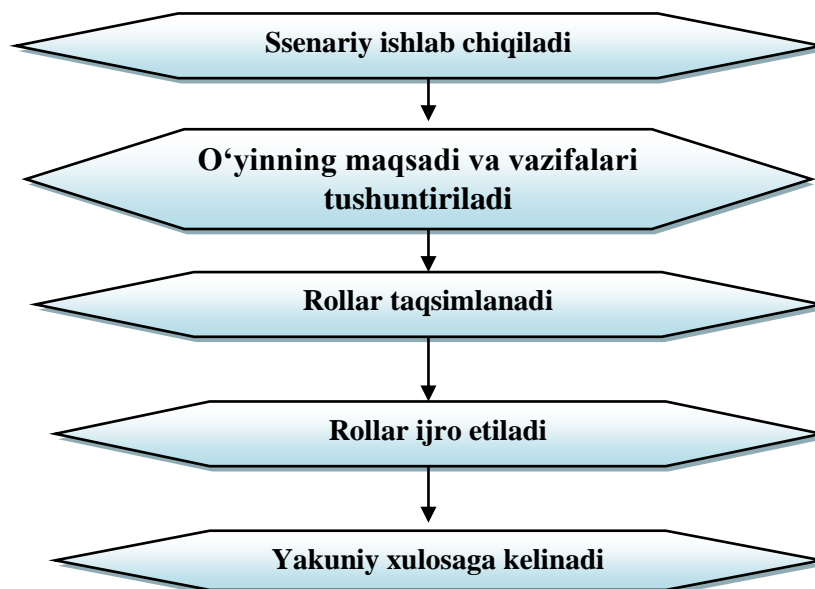 Ssenariy ishlab chiqiladi
O‘yinning maqsadi va vazifalari
tushuntiriladi
Rollar taqsimlanadi
Rollar ijro etiladi
Yakuniy xulosaga kelinadi